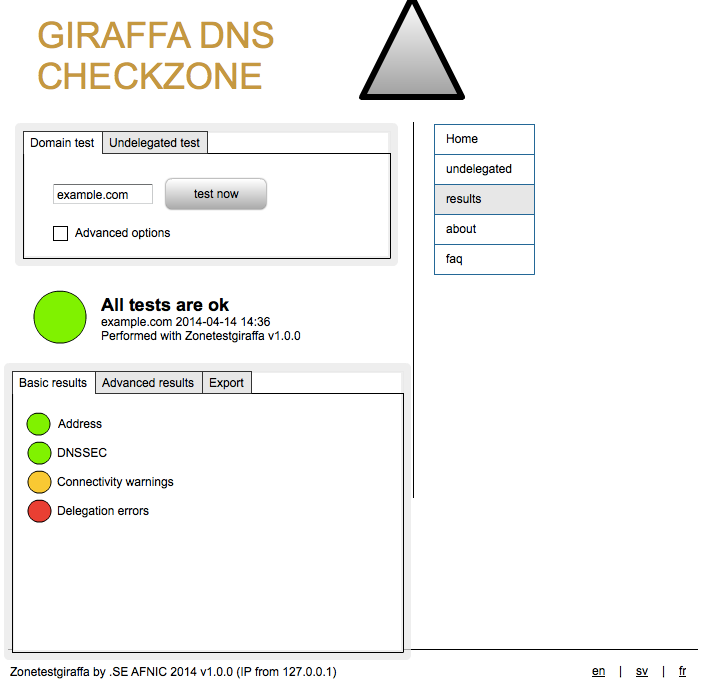 GIRAFFA DNS
CHECKZONE
Domain test
Undelegated test
example.com
test now
Advanced options
Home
undelegated
results
about
faq
All tests are ok
example.com 2014-04-14 14:36
Performed with Zonetestgiraffa v1.0.0
Basic results
Advanced results
Export
Address
DNSSEC
Connectivity warnings
Delegation errors
Zonetestgiraffa by .SE AFNIC 2014 v1.0.0 (IP from 127.0.0.1)
en | sv | fr